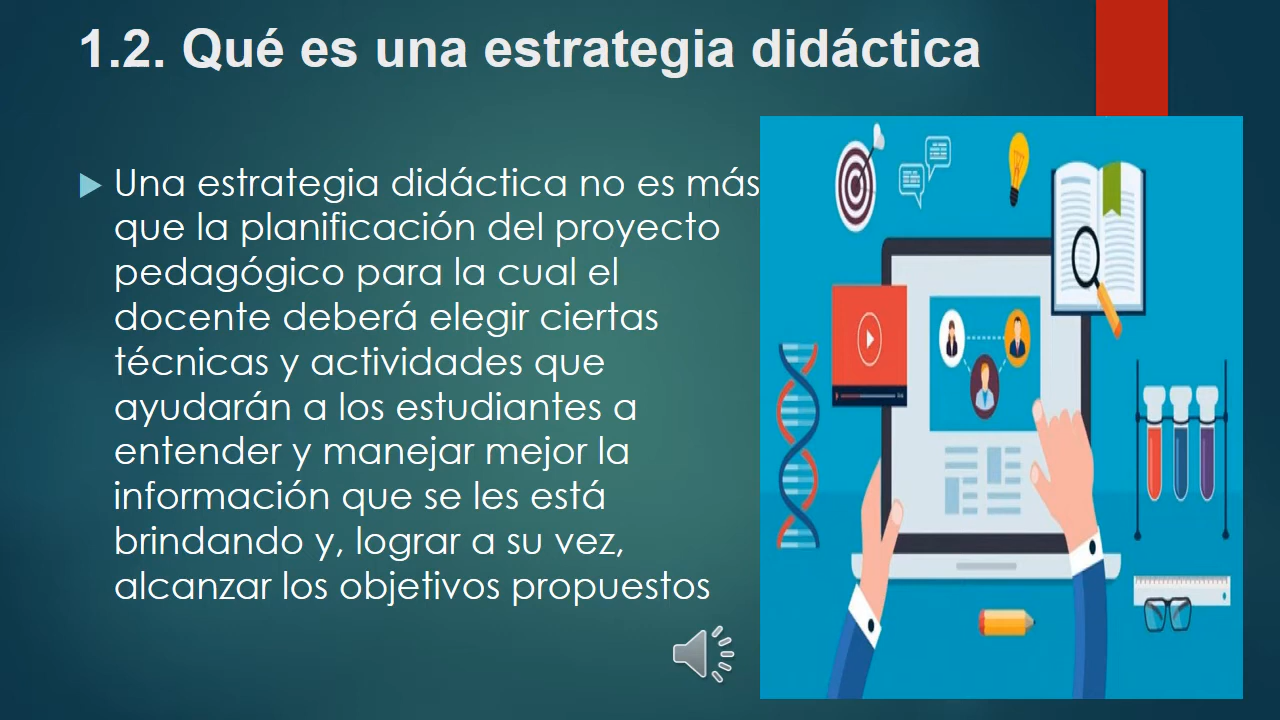 1.2. Qué es una estrategia didáctica
Una estrategia didáctica no es más
que la planificación del proyecto
pedagógico para la cual el
docente deberá elegir ciertas
técnicas y actividades que
ayudarán a los estudiantes a
entender y manejar mejor la
información que se les está
brindando y, lograr a su vez,
alcanzar los objetivos propuestos